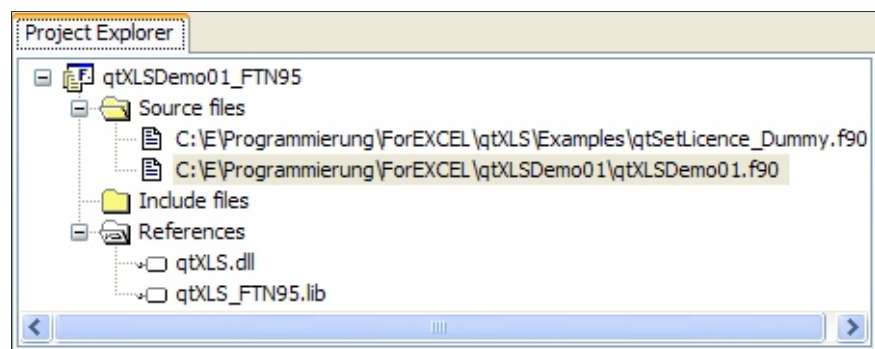 Project Explorer
qtXLSDemo01_FTN95
Source files
C:\E\Programmierung\ForEXCEL\qtXLS\Examples\qtSetLicence_Dummy.f90
C:\E\Programmierung\ForEXCEL\qtXLSDemo01\qtXLSDemo01.f90
Include files
References
qtXLS.dll
qtXLS_FTN95.lib